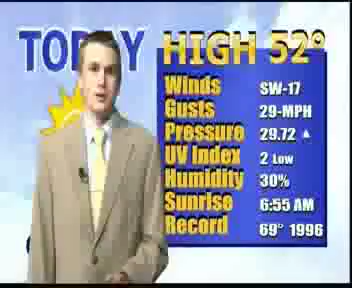 TODAY HIGH 52°
Winds SW-17
Gusts 29-MPH
Pressure 29.72 ▲
UV Index 2 Low
Humidity 30%
Sunrise 6:55 AM
Record 69° 1996